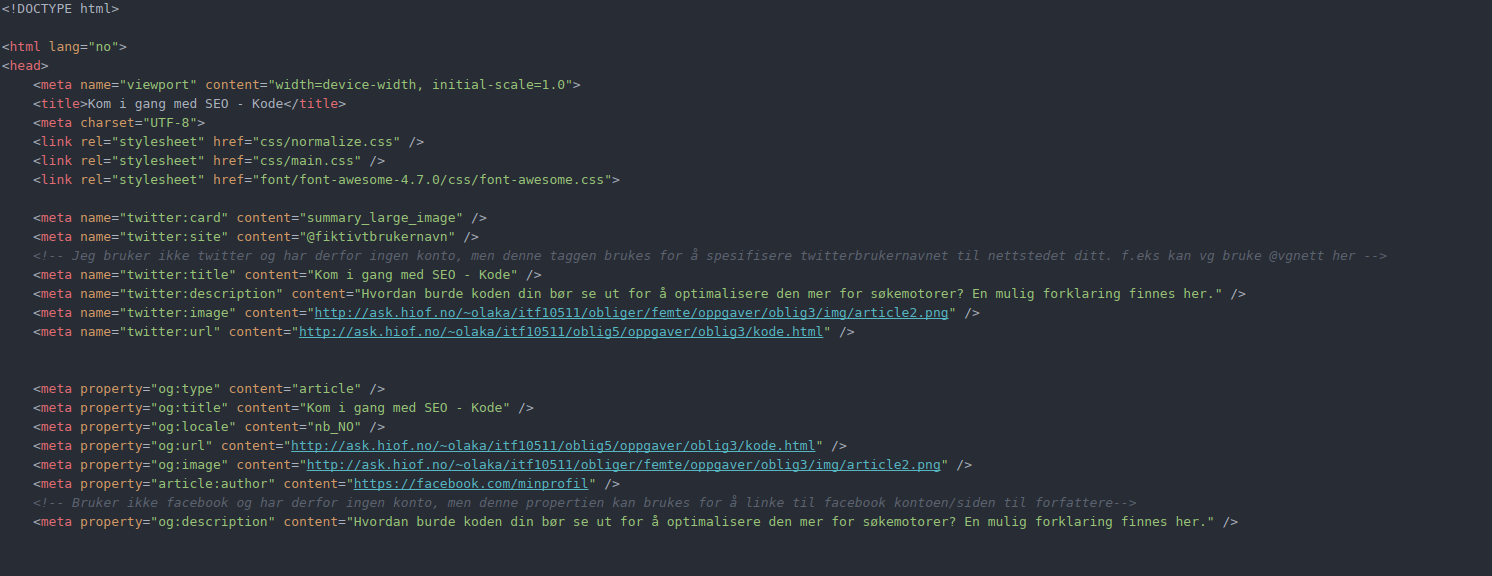 <!DOCTYPE html>
<html lang="no">
<head>
<meta name="viewport" content="width=device-width, initial-scale=1.0">
<title>Kom i gang med SEO - Kode</title>
<meta charset="UTF-8">
<link rel="stylesheet" href="css/normalize.css" />
<link rel="stylesheet" href="css/main.css" />
<link rel="stylesheet" href="font/font-awesome-4.7.0/css/font-awesome.css">
<meta name="twitter:card" content="summary_large_image" />
<meta name="twitter:site" content="@fiktivtbrukernavn" />
<!-- Jeg bruker ikke twitter og har derfor ingen konto, men denne taggen brukes for å spesifisere twitterbrukernavnet til nettstedet ditt. f.eks kan vg bruke @vgnett her -->
<meta name="twitter:title" content="Kom i gang med SEO - Kode" />
<meta name="twitter:description" content="Hvordan burde koden din bør se ut for å optimalisere den mer for søkemotorer? En mulig forklaring finnes her." />
<meta name="twitter:image" content="http://ask.hiof.no/~olaka/itf10511/obliger/femte/oppgaver/oblig3/img/article2.png" />
<meta name="twitter:url" content="http://ask.hiof.no/~olaka/itf10511/oblig5/oppgaver/oblig3/kode.html" />
<meta property="og:type" content="article" />
<meta property="og:title" content="Kom i gang med SEO - Kode" />
<meta property="og:locale" content="nb_NO" />
<meta property="og:url" content="http://ask.hiof.no/~olaka/itf10511/oblig5/oppgaver/oblig3/kode.html" />
<meta property="og:image" content="http://ask.hiof.no/~olaka/itf10511/obliger/femte/oppgaver/oblig3/img/article2.png" />
<meta property="article:author" content="https://facebook.com/minprofil" />
<!-- Bruker ikke facebook og har derfor ingen konto, men denne propertien kan brukes for å linke til facebook kontoen/siden til forfattere-->
<meta property="og:description" content="Hvordan burde koden din bør se ut for å optimalisere den mer for søkemotorer? En mulig forklaring finnes her." />